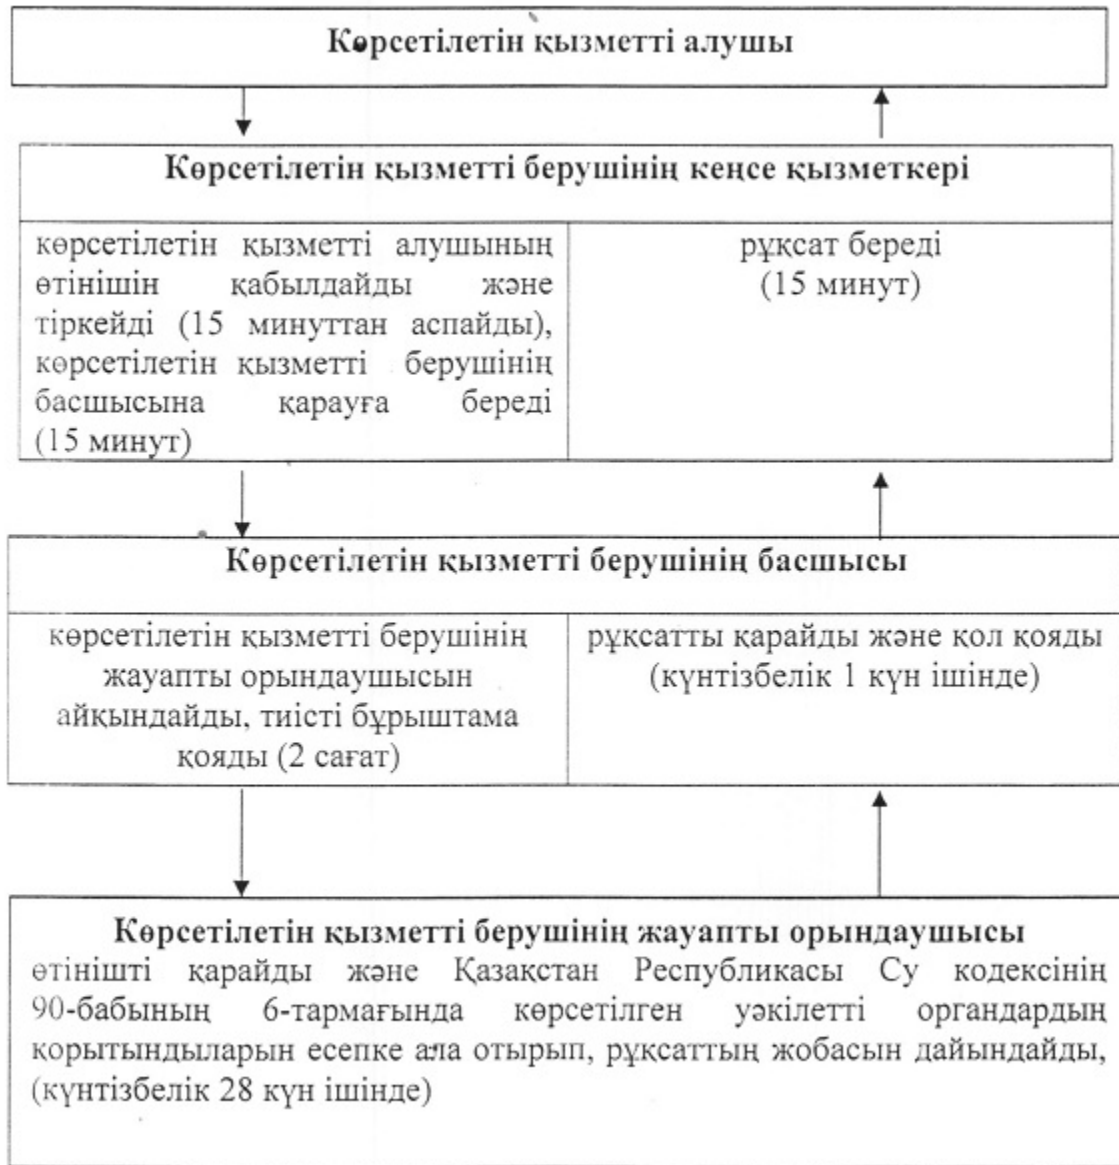 Көрсетілетін қызметті алушы
Көрсетілетін қызметті берушінің кеңсе қызметкері
көрсетілетін қызметті алушының
өтінішін қабылдайды және
тіркейді (15 минуттан аспайды),
көрсетілетін қызметті берушінің
басшысына қарауға береді
(15 минут)
рұқсат береді
(15 минут)
Көрсетілетін қызметті берушінің басшысы
көрсетілетін қызметті берушінің
жауапты орындаушысын
айқындайды, тиісті бұрыштама
қояды (2 сағат)
рұқсатты қарайды және қол қояды
(күнтізбелік 1 күн ішінде)
Көрсетілетін қызметті берушінің жауапты орындаушысы
өтінішті қарайды және Қазақстан Республикасы Су кодексінің
90-бабының 6-тармағында көрсетілген уәкілетті органдардың
қорытындыларын есепке ала отырып, рұқсаттың жобасын дайындайды,
(күнтізбелік 28 күн ішінде)